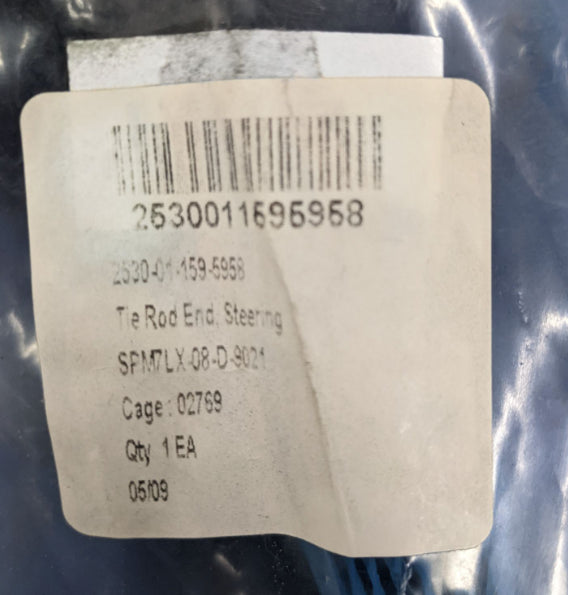 2530011595958
2530-01-159-5958
Tie Rod End, Steering
SPM7LX-08-D-9021
Cage: 02769
Qty 1 EA
05/09